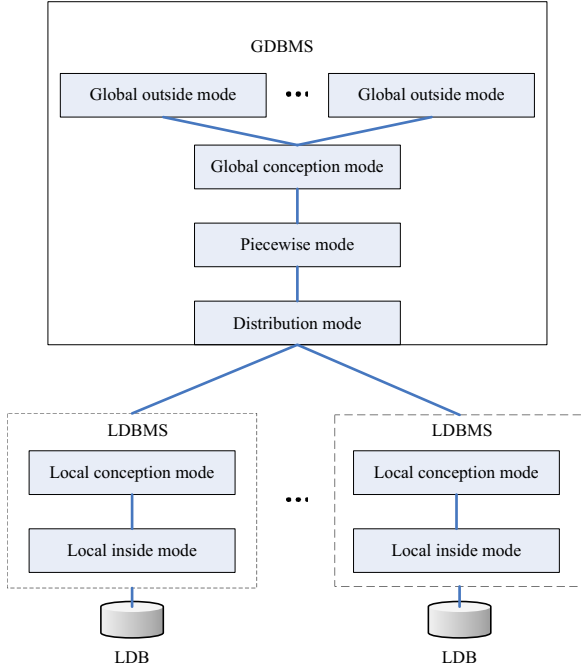 GDBMS
Global outside mode
...
Global outside mode
Global conception mode
Piecewise mode
Distribution mode
LDBMS
Local conception mode
Local inside mode
LDB
...
LDBMS
Local conception mode
Local inside mode
LDB